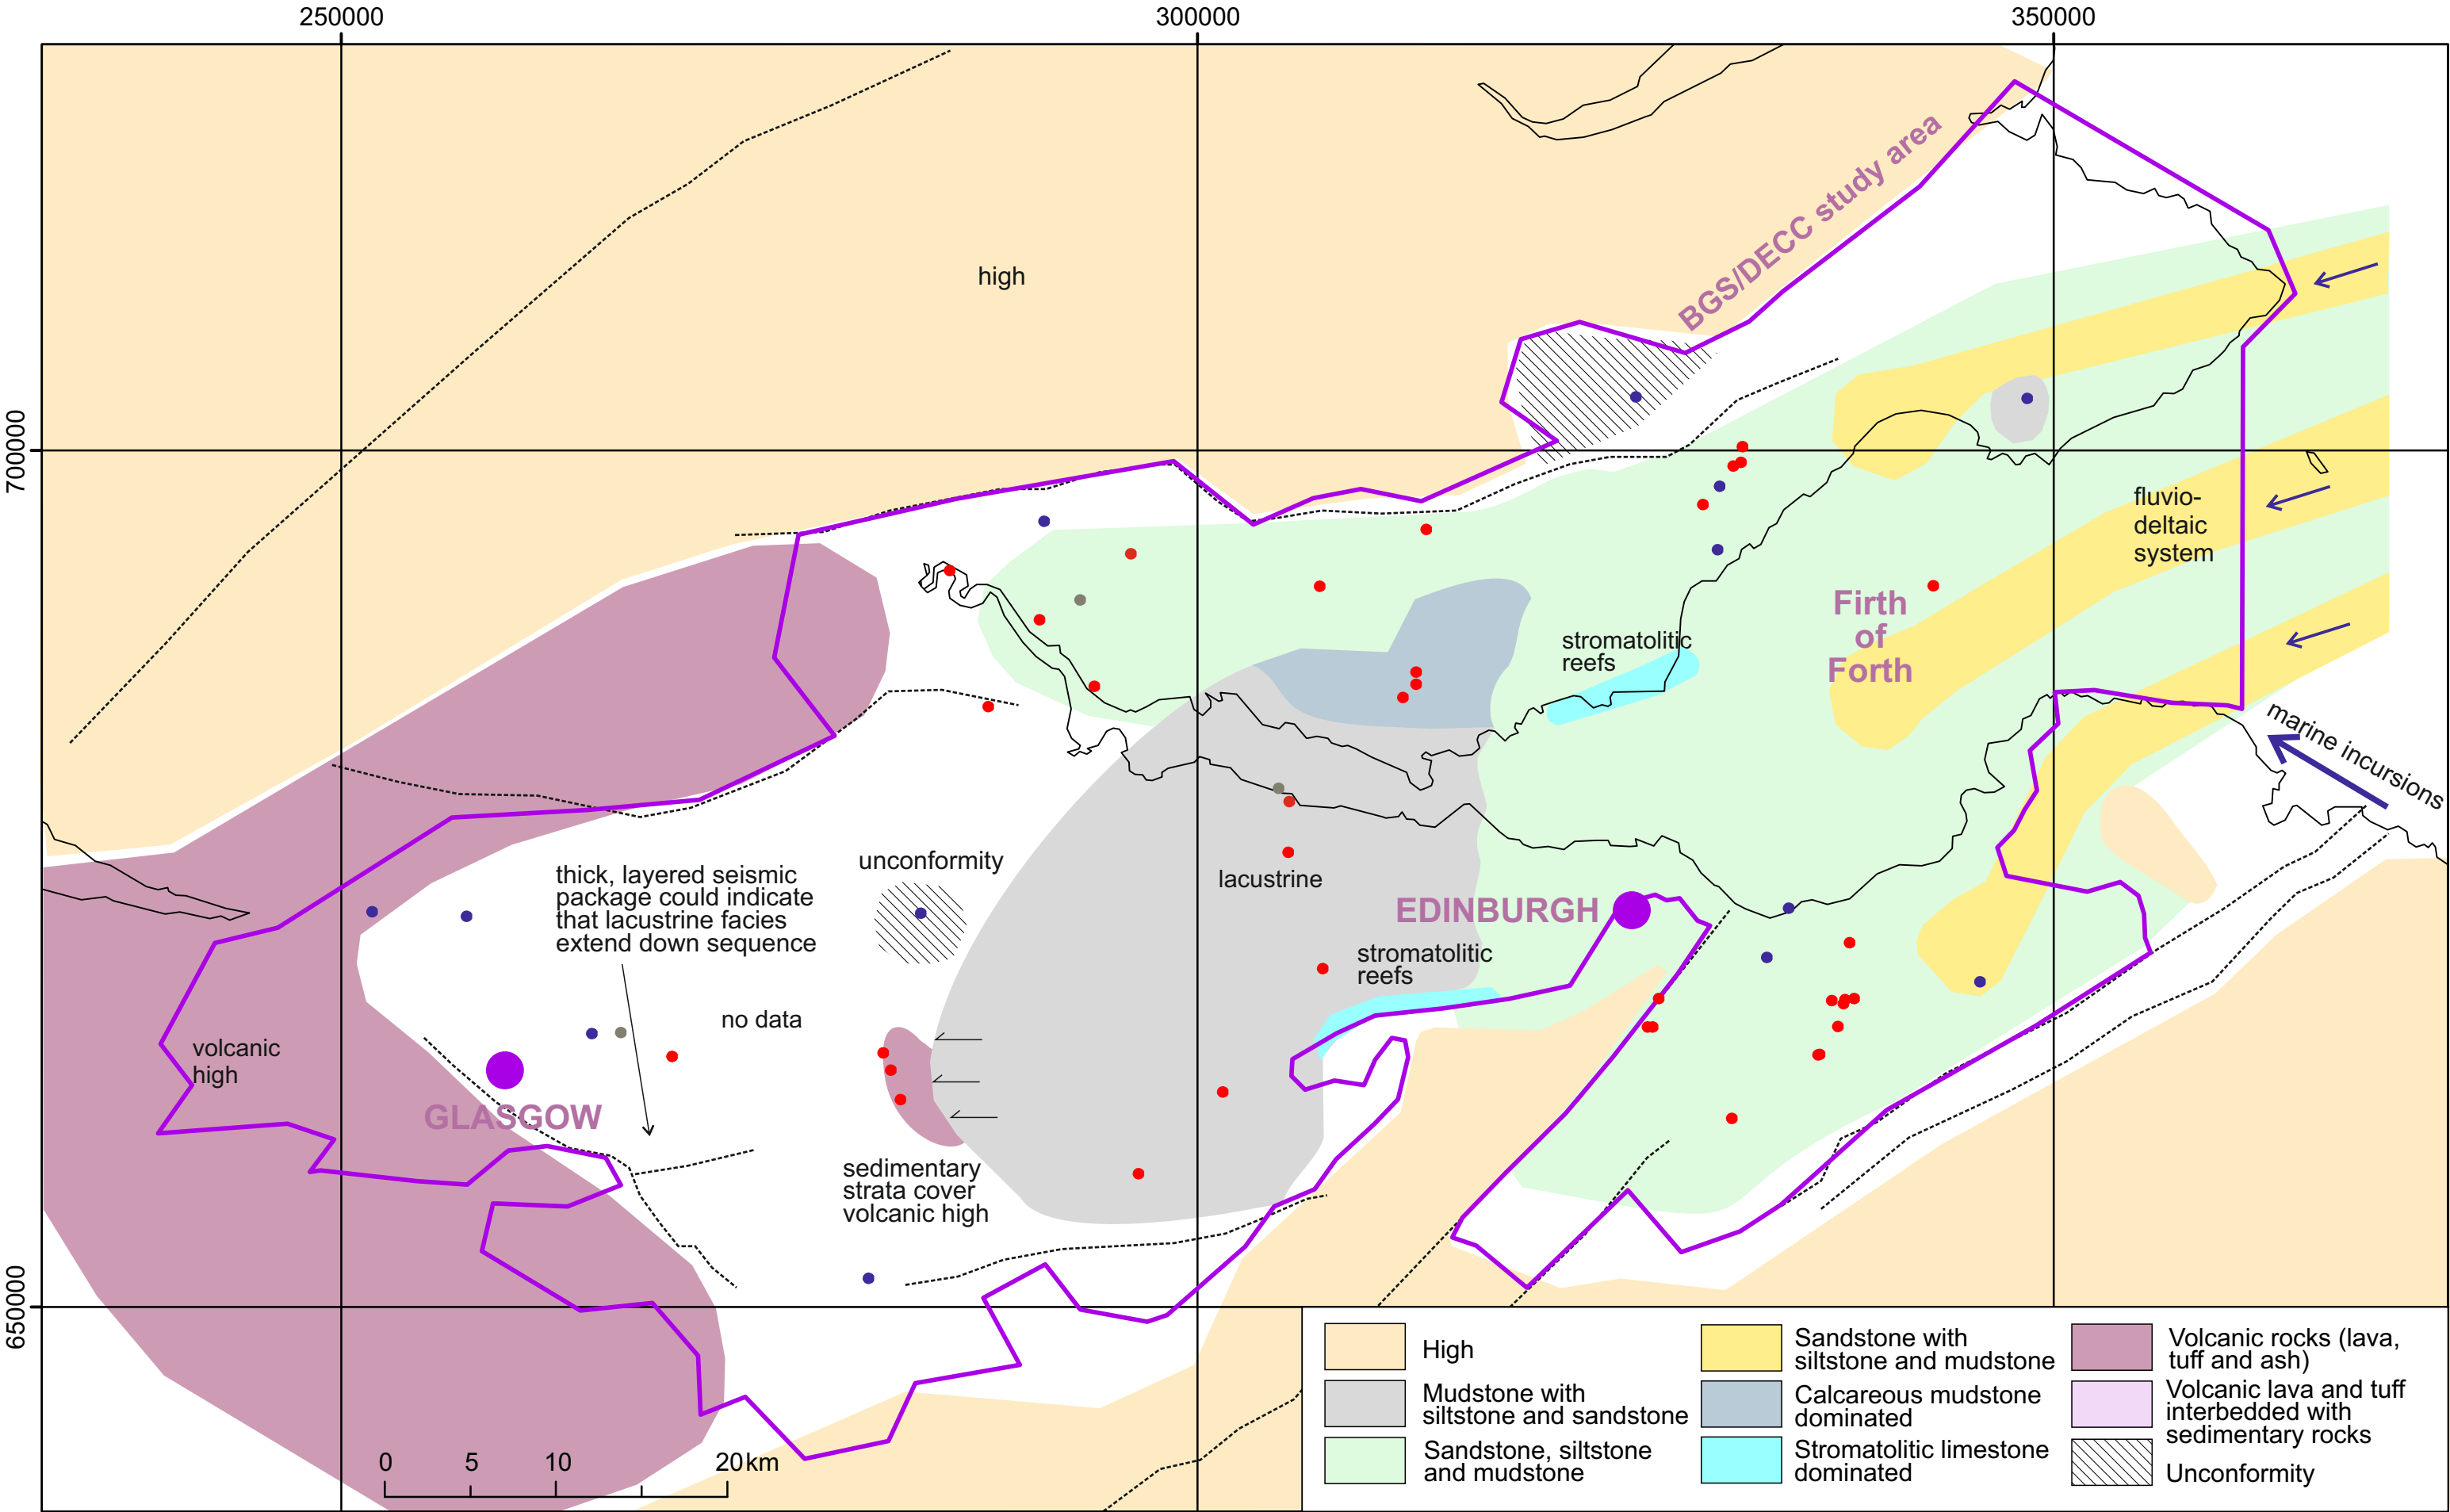 250000
300000
350000
700000
650000
BGS/DECC study area
high
fluvio-
deltaic
system
Firth
of
Forth
stromatolitic
reefs
marine incursions
unconformity
thick, layered seismic
package could indicate
that lacustrine facies
extend down sequence
lacustrine
EDINBURGH
stromatolitic
reefs
no data
volcanic
high
GLASGOW
sedimentary
strata cover
volcanic high
0
5
10
20km
High
Mudstone with
siltstone and sandstone
Sandstone, siltstone
and mudstone
Sandstone with
siltstone and mudstone
Calcareous mudstone
dominated
Stromatolitic limestone
dominated
Volcanic rocks (lava,
tuff and ash)
Volcanic lava and tuff
interbedded with
sedimentary rocks
Unconformity